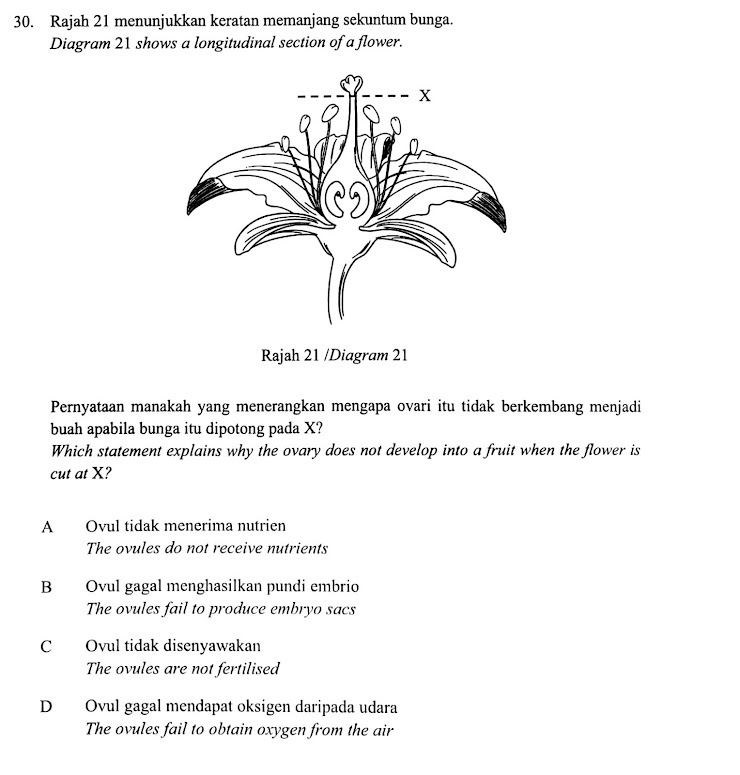 30. Rajah 21 menunjukkan keratan memanjang sekuntum bunga.
Diagram 21 shows a longitudinal section of a flower.
X
Rajah 21 /Diagram 21
Pernyataan manakah yang menerangkan mengapa ovari itu tidak berkembang menjadi
buah apabila bunga itu dipotong pada X?
Which statement explains why the ovary does not develop into a fruit when the flower is
cut at X?
A Ovul tidak menerima nutrien
The ovules do not receive nutrients
B Ovul gagal menghasilkan pundi embrio
The ovules fail to produce embryo sacs
C Ovul tidak disenyawakan
The ovules are not fertilised
D Ovul gagal mendapat oksigen daripada udara
The ovules fail to obtain oxygen from the air